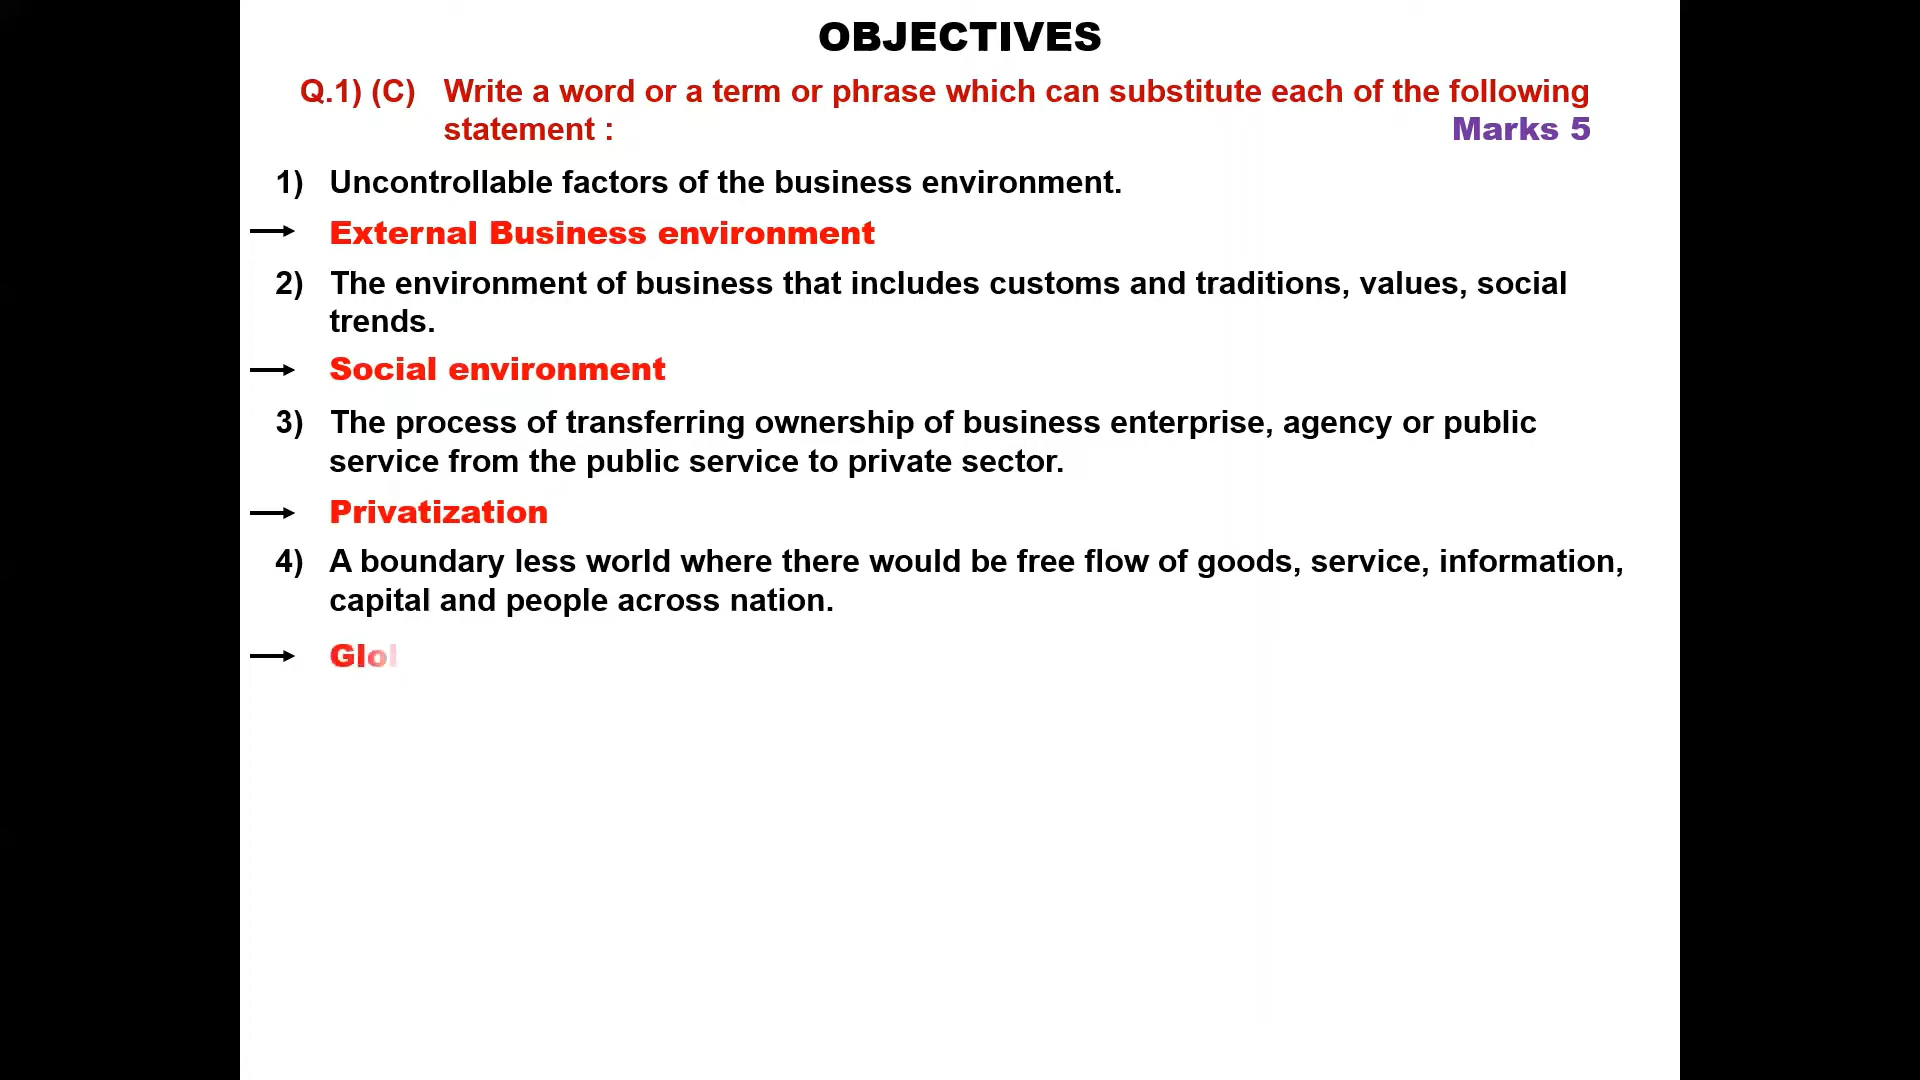 OBJECTIVES
Q.1) (C) Write a word or a term or phrase which can substitute each of the following
statement : Marks 5
1) Uncontrollable factors of the business environment.
External Business environment
2) The environment of business that includes customs and traditions, values, social
trends.
Social environment
3) The process of transferring ownership of business enterprise, agency or public
service from the public service to private sector.
Privatization
4) A boundary less world where there would be free flow of goods, service, information,
capital and people across nation.